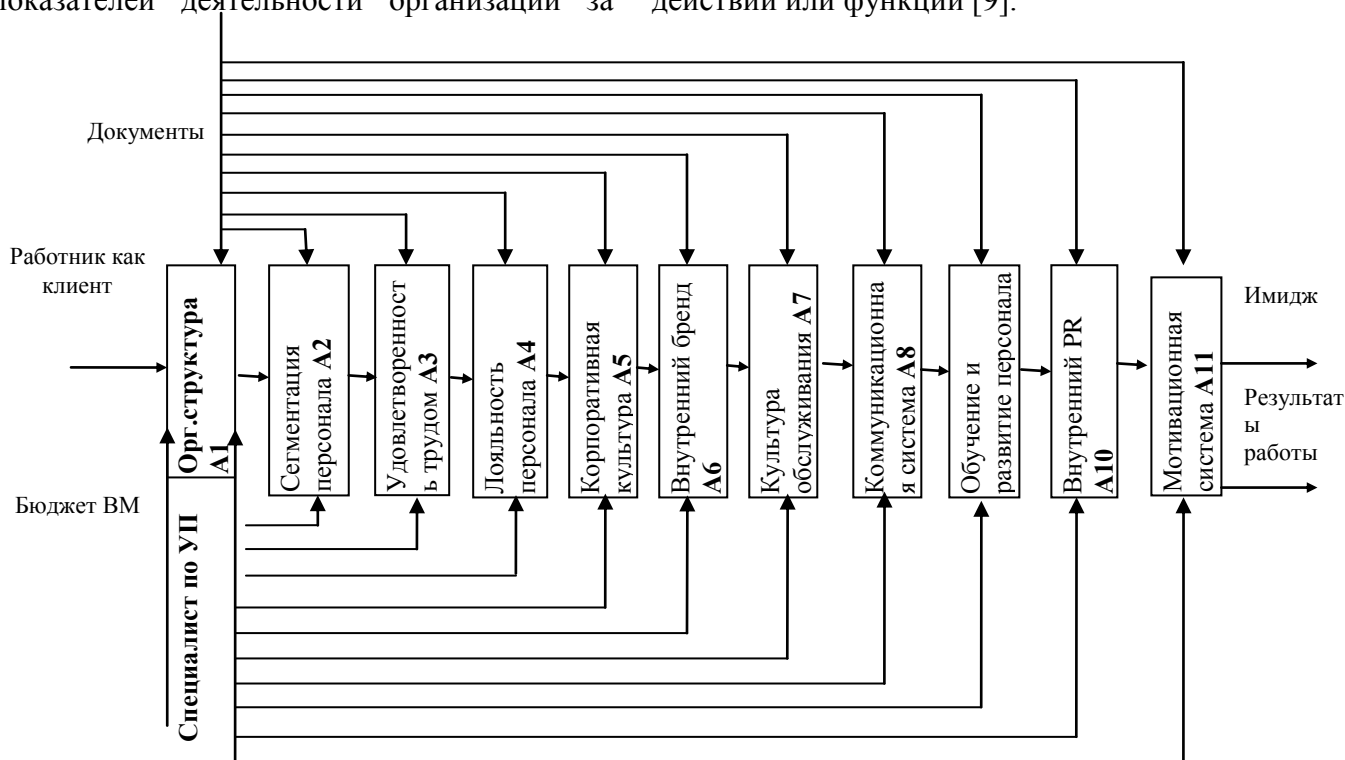 показателей деятельности организации за действий или функций [9].
Документы
Работник как
клиент
Бюджет ВМ
Орг.структура
А1
Специалист по УП
Сегментация
персонала А2
Удовлетворенност
ь трудом А3
Лояльность
персонала А4
Корпоративная
культура А5
Внутренний бренд
А6
Культура
обслуживания А7
Коммуникационна
я система А8
Обучение и
развитие персонала
Внутренний PR
А10
Мотивационная
система А11
Имидж
Результат
ы
работы